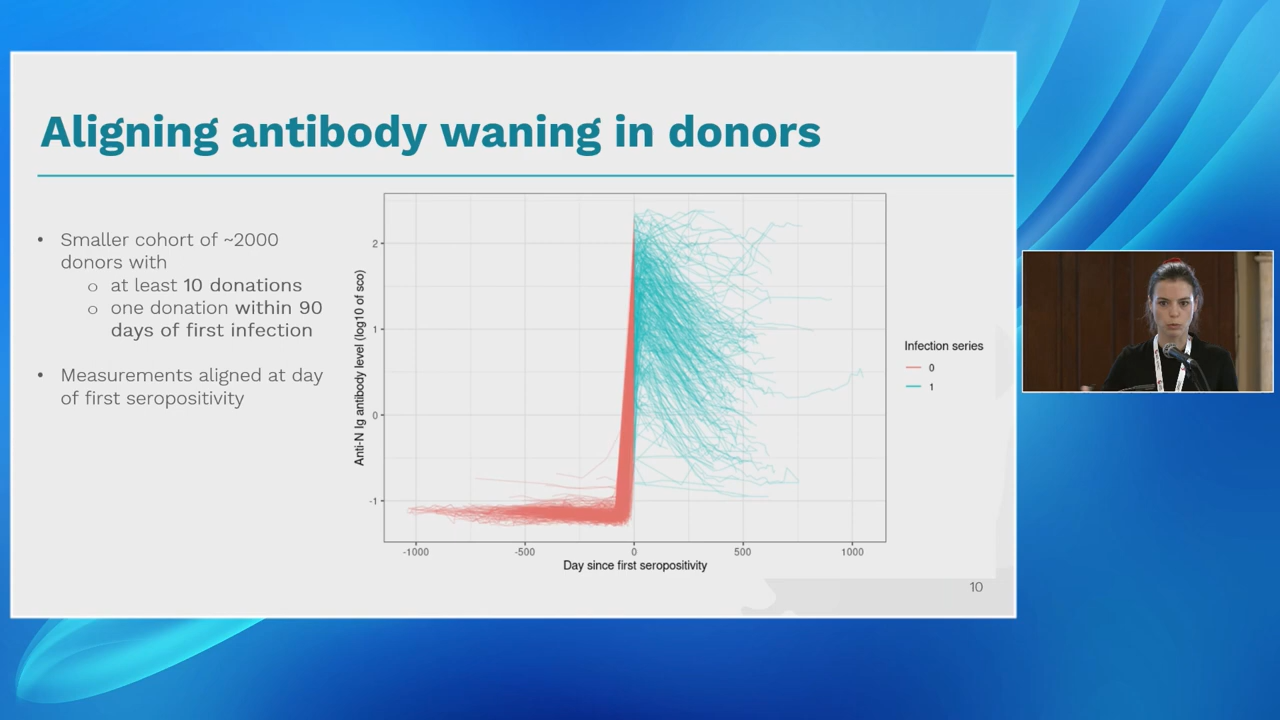 Aligning antibody waning in donors
• Smaller cohort of ~2000
donors with
o at least 10 donations
o one donation within 90
days of first infection
• Measurements aligned at day
of first seropositivity
Anti-N Ig antibody level (log10 of sco)
2
1
0
-1
-1000
-500
0
500
1000
Day since first seropositivity
Infection series
0
1
10